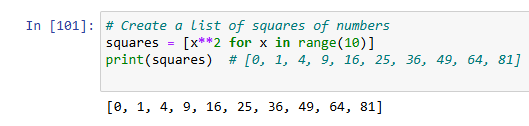 In [101]: # Create a list of squares of numbers
squares = [x**2 for x in range(10)]
print(squares)  # [0, 1, 4, 9, 16, 25, 36, 49, 64, 81]
[0, 1, 4, 9, 16, 25, 36, 49, 64, 81]